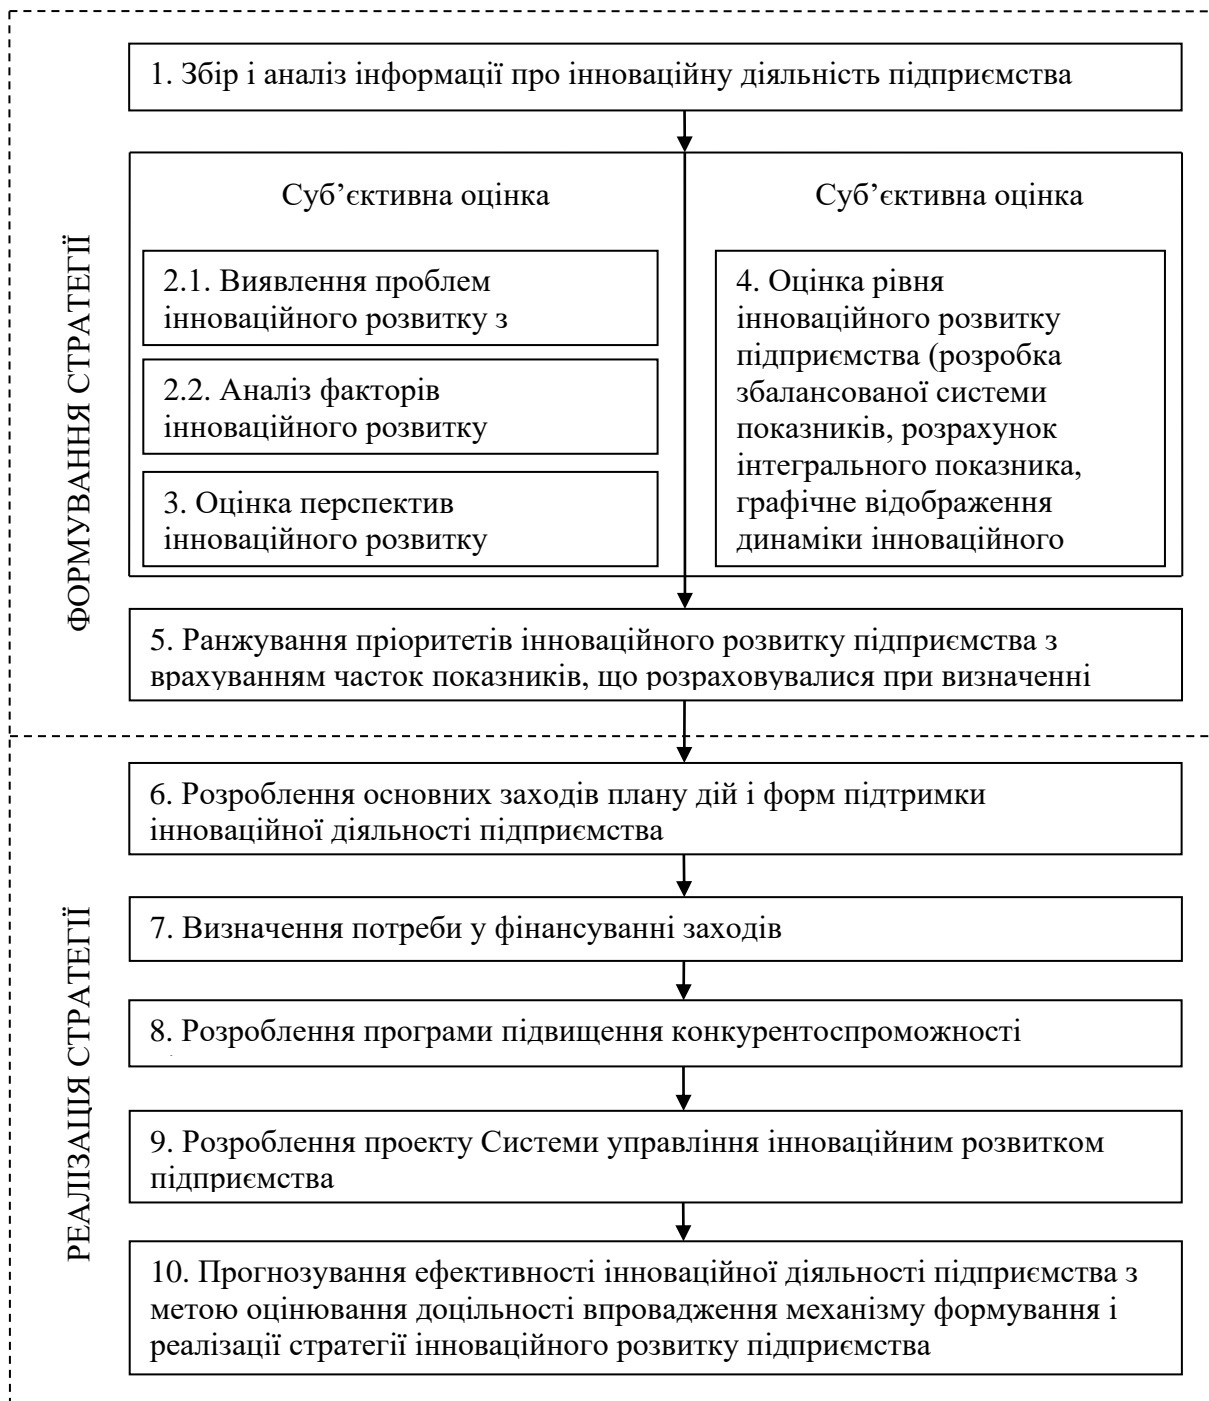 ФОРМУВАННЯ СТРАТЕГІЇ
1. Збір і аналіз інформації про інноваційну діяльність підприємства
Суб’єктивна оцінка
2.1. Виявлення проблем
інноваційного розвитку з
2.2. Аналіз факторів
інноваційного розвитку
3. Оцінка перспектив
інноваційного розвитку
Суб’єктивна оцінка
4. Оцінка рівня
інноваційного розвитку
підприємства (розробка
збалансованої системи
показників, розрахунок
інтегрального показника,
графічне відображення
динаміки інноваційного
5. Ранжування пріоритетів інноваційного розвитку підприємства з
врахуванням часток показників, що розраховувалися при визначенні
РЕАЛІЗАЦІЯ СТРАТЕГІЇ
6. Розроблення основних заходів плану дій і форм підтримки
інноваційної діяльності підприємства
7. Визначення потреби у фінансуванні заходів
8. Розроблення програми підвищення конкурентоспроможності
9. Розроблення проекту Системи управління інноваційним розвитком
підприємства
10. Прогнозування ефективності інноваційної діяльності підприємства з
метою оцінювання доцільності впровадження механізму формування і
реалізації стратегії інноваційного розвитку підприємства